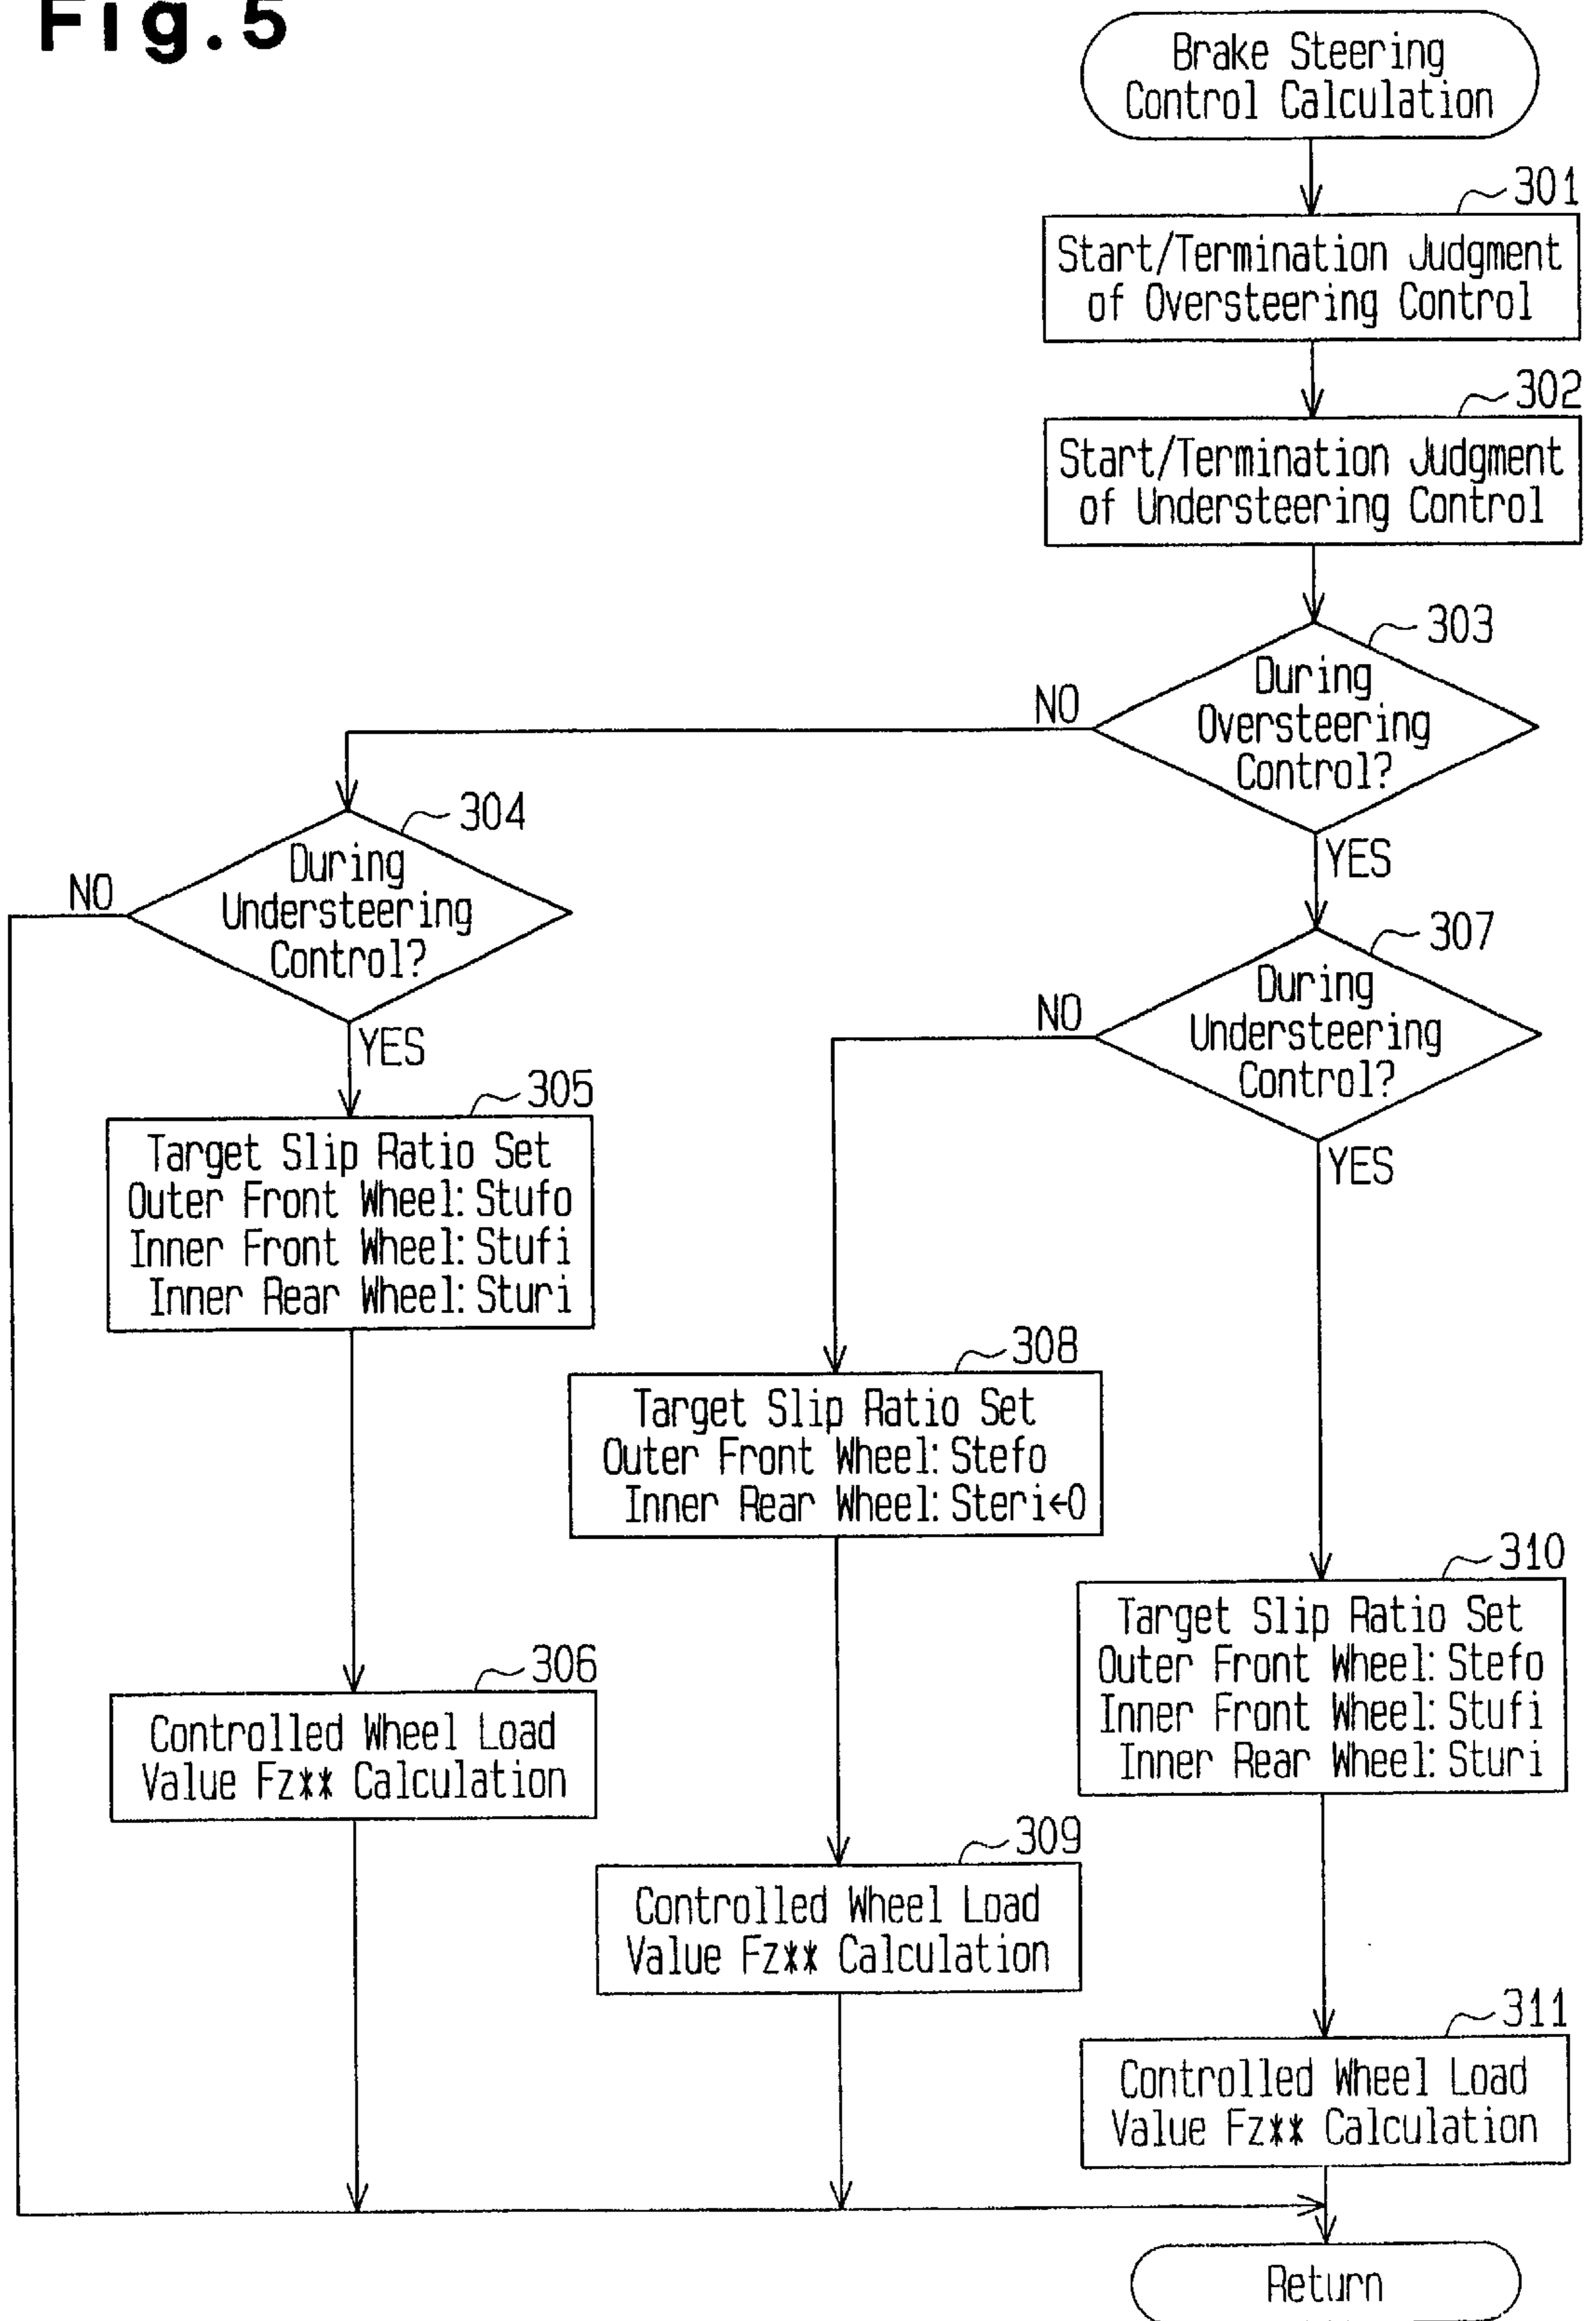 Fig.5
Brake Steering
Control Calculation
301
Start/Termination Judgment
of Oversteering Control
302
Start/Termination Judgment
of Understeering Control
303
During
Oversteering
Control?
NO
YES
304
During
Understeering
Control?
NO
YES
307
During
Understeering
Control?
NO
YES
305
Target Slip Ratio Set
Outer Front Wheel: Stufo
Inner Front Wheel: Stufi
Inner Rear Wheel: Sturi
308
Target Slip Ratio Set
Outer Front Wheel: Stefo
Inner Rear Wheel: Steri←0
310
Target Slip Ratio Set
Outer Front Wheel: Stefo
Inner Front Wheel: Stufi
Inner Rear Wheel: Sturi
306
Controlled Wheel Load
Value Fz** Calculation
309
Controlled Wheel Load
Value Fz** Calculation
311
Controlled Wheel Load
Value Fz** Calculation
Return